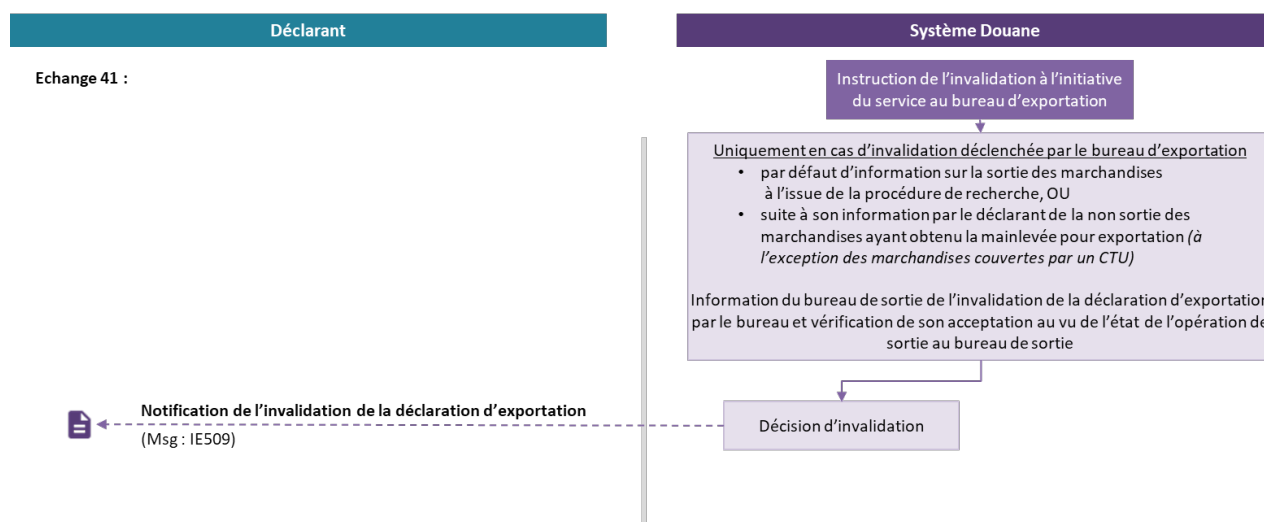 Déclarant
Système Douane
Echange 41 :
Instruction de l’invalidation à l’initiative
du service au bureau d’exportation
Uniquement en cas d’invalidation déclenchée par le bureau d’exportation
• par défaut d’information sur la sortie des marchandises
à l’issue de la procédure de recherche, OU
• suite à son information par le déclarant de la non sortie des
marchandises ayant obtenu la mainlevée pour exportation (à
l’exception des marchandises couvertes par un CTU)
Information du bureau de sortie de l’invalidation de la déclaration d’exportation
par le bureau et vérification de son acceptation au vu de l’état de l’opération de
sortie au bureau de sortie
Notification de l’invalidation de la déclaration d’exportation
(Msg : IE509)
Décision d’invalidation